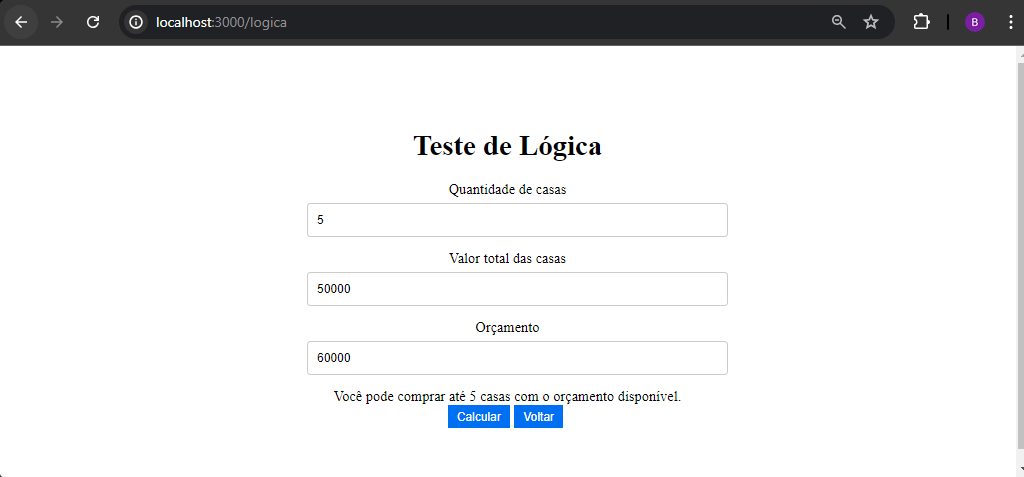 localhost:3000/logica
B
Teste de Lógica
Quantidade de casas
5
Valor total das casas
50000
Orçamento
60000
Você pode comprar até 5 casas com o orçamento disponível.
Calcular Voltar